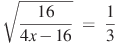 √(16/(4x − 16)) = 1/3